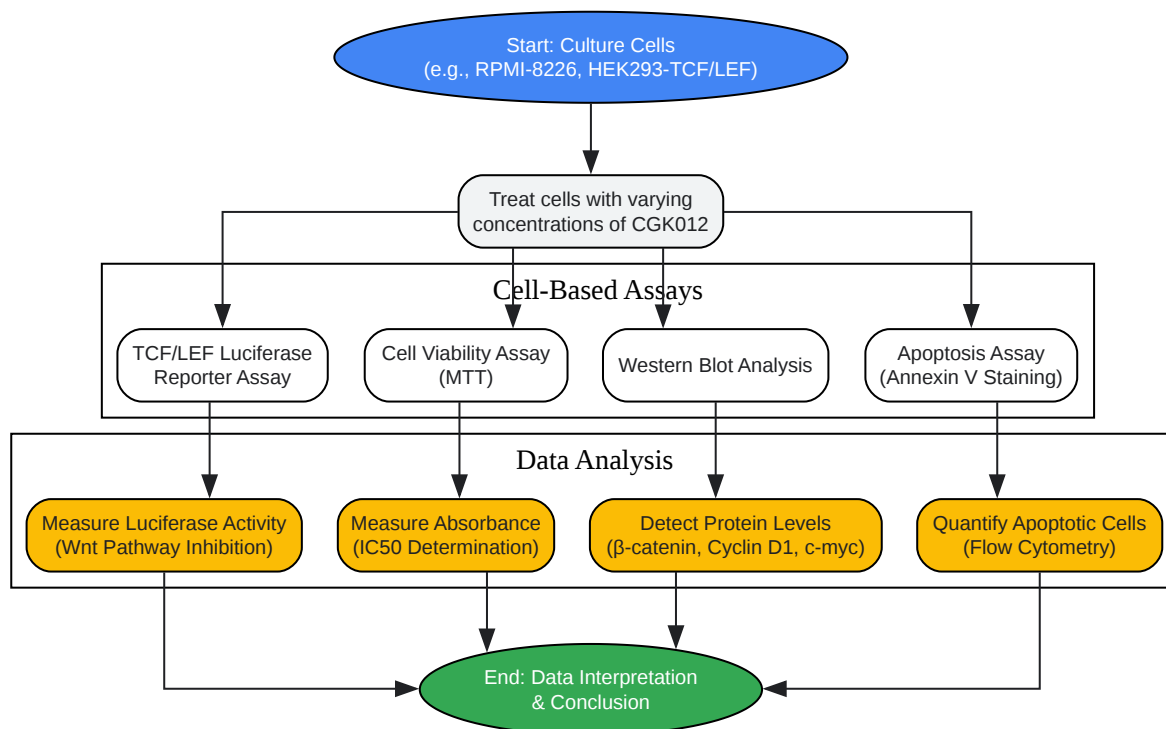 Start: Culture Cells
(e.g., RPMI-8226, HEK293-TCF/LEF)
Treat cells with varying
concentrations of CGK012
Cell-Based Assays
TCF/LEF Luciferase
Reporter Assay
Cell Viability Assay
(MTT)
Western Blot Analysis
Apoptosis Assay
(Annexin V Staining)
Data Analysis
Measure Luciferase Activity
(Wnt Pathway Inhibition)
Measure Absorbance
(IC50 Determination)
Detect Protein Levels
(β-catenin, Cyclin D1, c-myc)
Quantify Apoptotic Cells
(Flow Cytometry)
End: Data Interpretation
& Conclusion